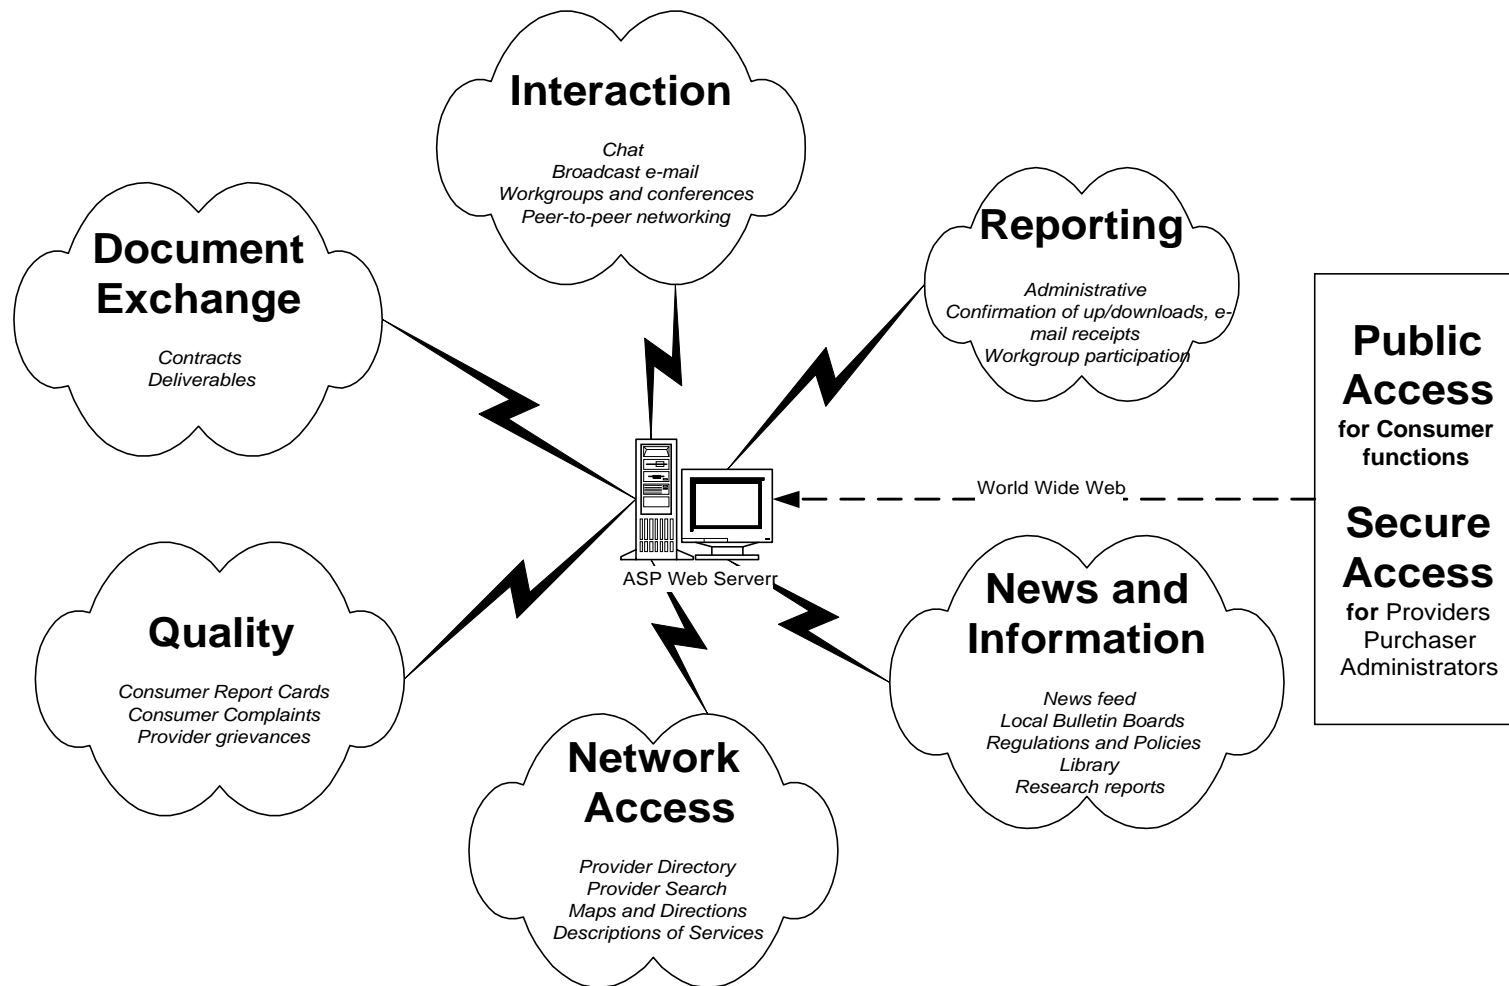 Interaction
Chat
Broadcast e-mail
Workgroups and conferences
Peer-to-peer networking
Document
Exchange
Contracts
Deliverables
Reporting
Administrative
Confirmation of up/downloads, e-
mail receipts
Workgroup participation
Public
Access
for Consumer
functions
Secure
Access
for Providers
Purchaser
Administrators
World Wide Web
ASP Web Serverr
Quality
Consumer Report Cards
Consumer Complaints
Provider grievances
News and
Information
News feed
Local Bulletin Boards
Regulations and Policies
Library
Research reports
Network
Access
Provider Directory
Provider Search
Maps and Directions
Descriptions of Services